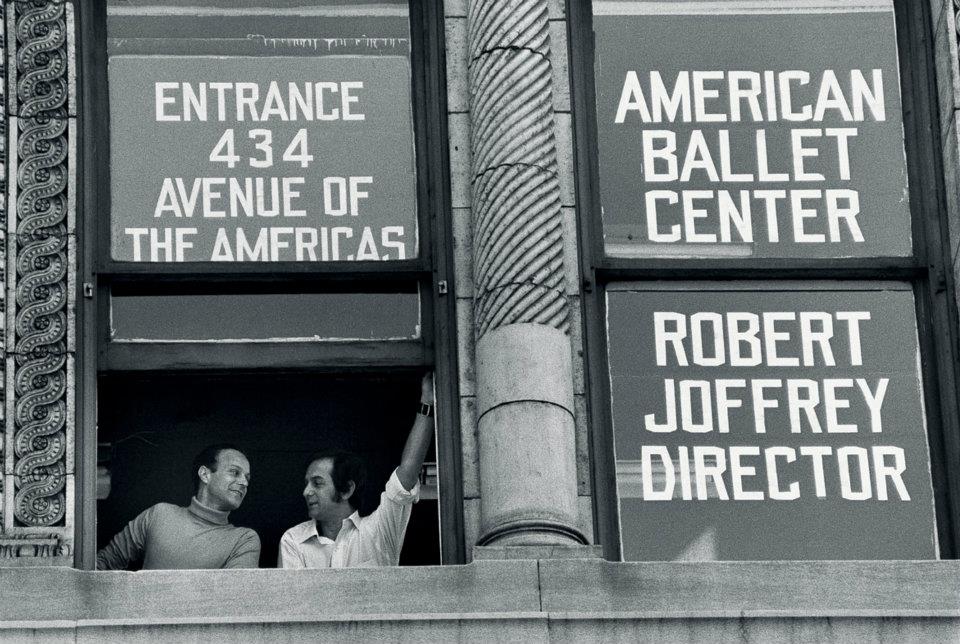 ENTRANCE
434
AVENUE OF
THE AMERICAS
AMERICAN
BALLET
CENTER
ROBERT
JOFFREY
DIRECTOR